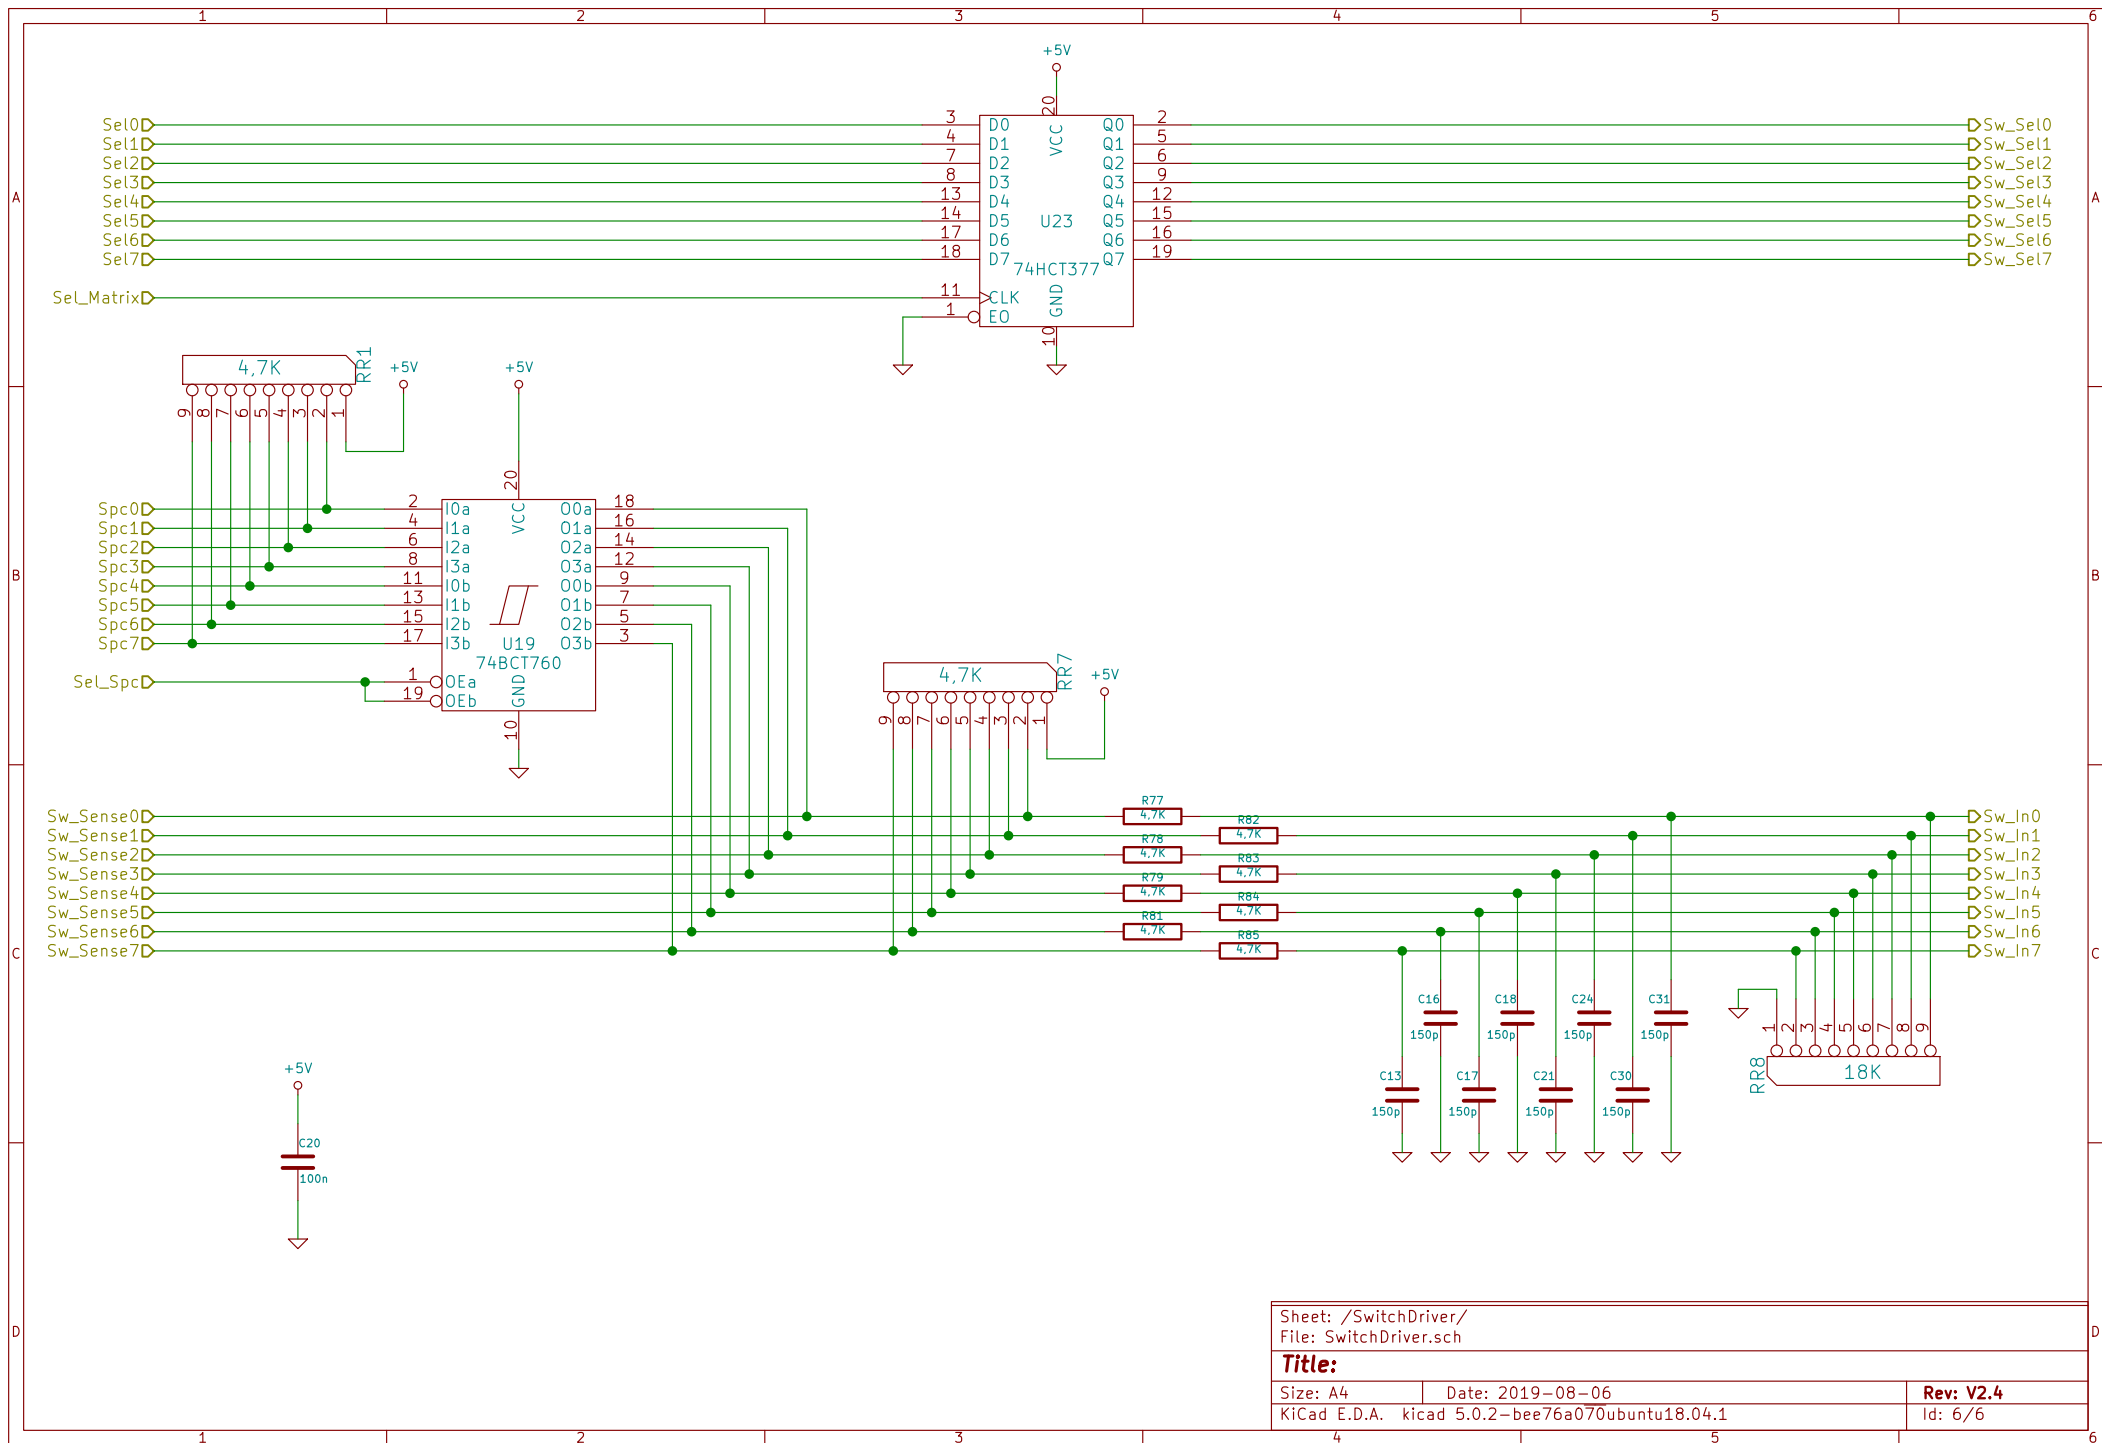 1 2 3 4 5 6
+5V
20
Sel0 3 D0 Q0 2 Sw_Sel0
Sel1 4 D1 VCC Q1 5 Sw_Sel1
Sel2 7 D2 Q2 6 Sw_Sel2
Sel3 8 D3 Q3 9 Sw_Sel3
A Sel4 13 D4 Q4 12 Sw_Sel4 A
Sel5 14 D5 U23 Q5 15 Sw_Sel5
Sel6 17 D6 Q6 16 Sw_Sel6
Sel7 18 D7 Q7 19 Sw_Sel7
74HCT377
Sel_Matrix 11 CLK GND
1 EO
10
4,7K RR1 +5V +5V
9 8 7 6 5 4 3 2 1
20
Spc0 2 I0a VCC O0a 18
Spc1 4 I1a O1a 16
Spc2 6 I2a O2a 14
Spc3 8 I3a O3a 12
B Spc4 11 I0b O0b 9 B
Spc5 13 I1b O1b 7
Spc6 15 I2b O2b 5
Spc7 17 I3b U19 O3b 3
74BCT760
Sel_Spc 1 OEa GND
19 OEb
10
4,7K RR7 +5V
9 8 7 6 5 4 3 2 1
R77
Sw_Sense0 4,7K Sw_In0
R82
Sw_Sense1 4,7K Sw_In1
R78
Sw_Sense2 4,7K Sw_In2
R83
Sw_Sense3 4,7K Sw_In3
R79
Sw_Sense4 4,7K Sw_In4
R84
Sw_Sense5 4,7K Sw_In5
R81
Sw_Sense6 4,7K Sw_In6
R85
C Sw_Sense7 4,7K Sw_In7 C
C16 C18 C24 C31
150p 150p 150p 150p
1 2 3 4 5 6 7 8 9
C13 C17 C21 C30
150p 150p 150p 150p
RR8 18K
+5V
C20
100n
Sheet: /SwitchDriver/
File: SwitchDriver.sch
D D
Title:
Size: A4 Date: 2019-08-06 Rev: V2.4
KiCad E.D.A. kicad 5.0.2-bee76a070ubuntu18.04.1 Id: 6/6
1 2 3 4 5 6